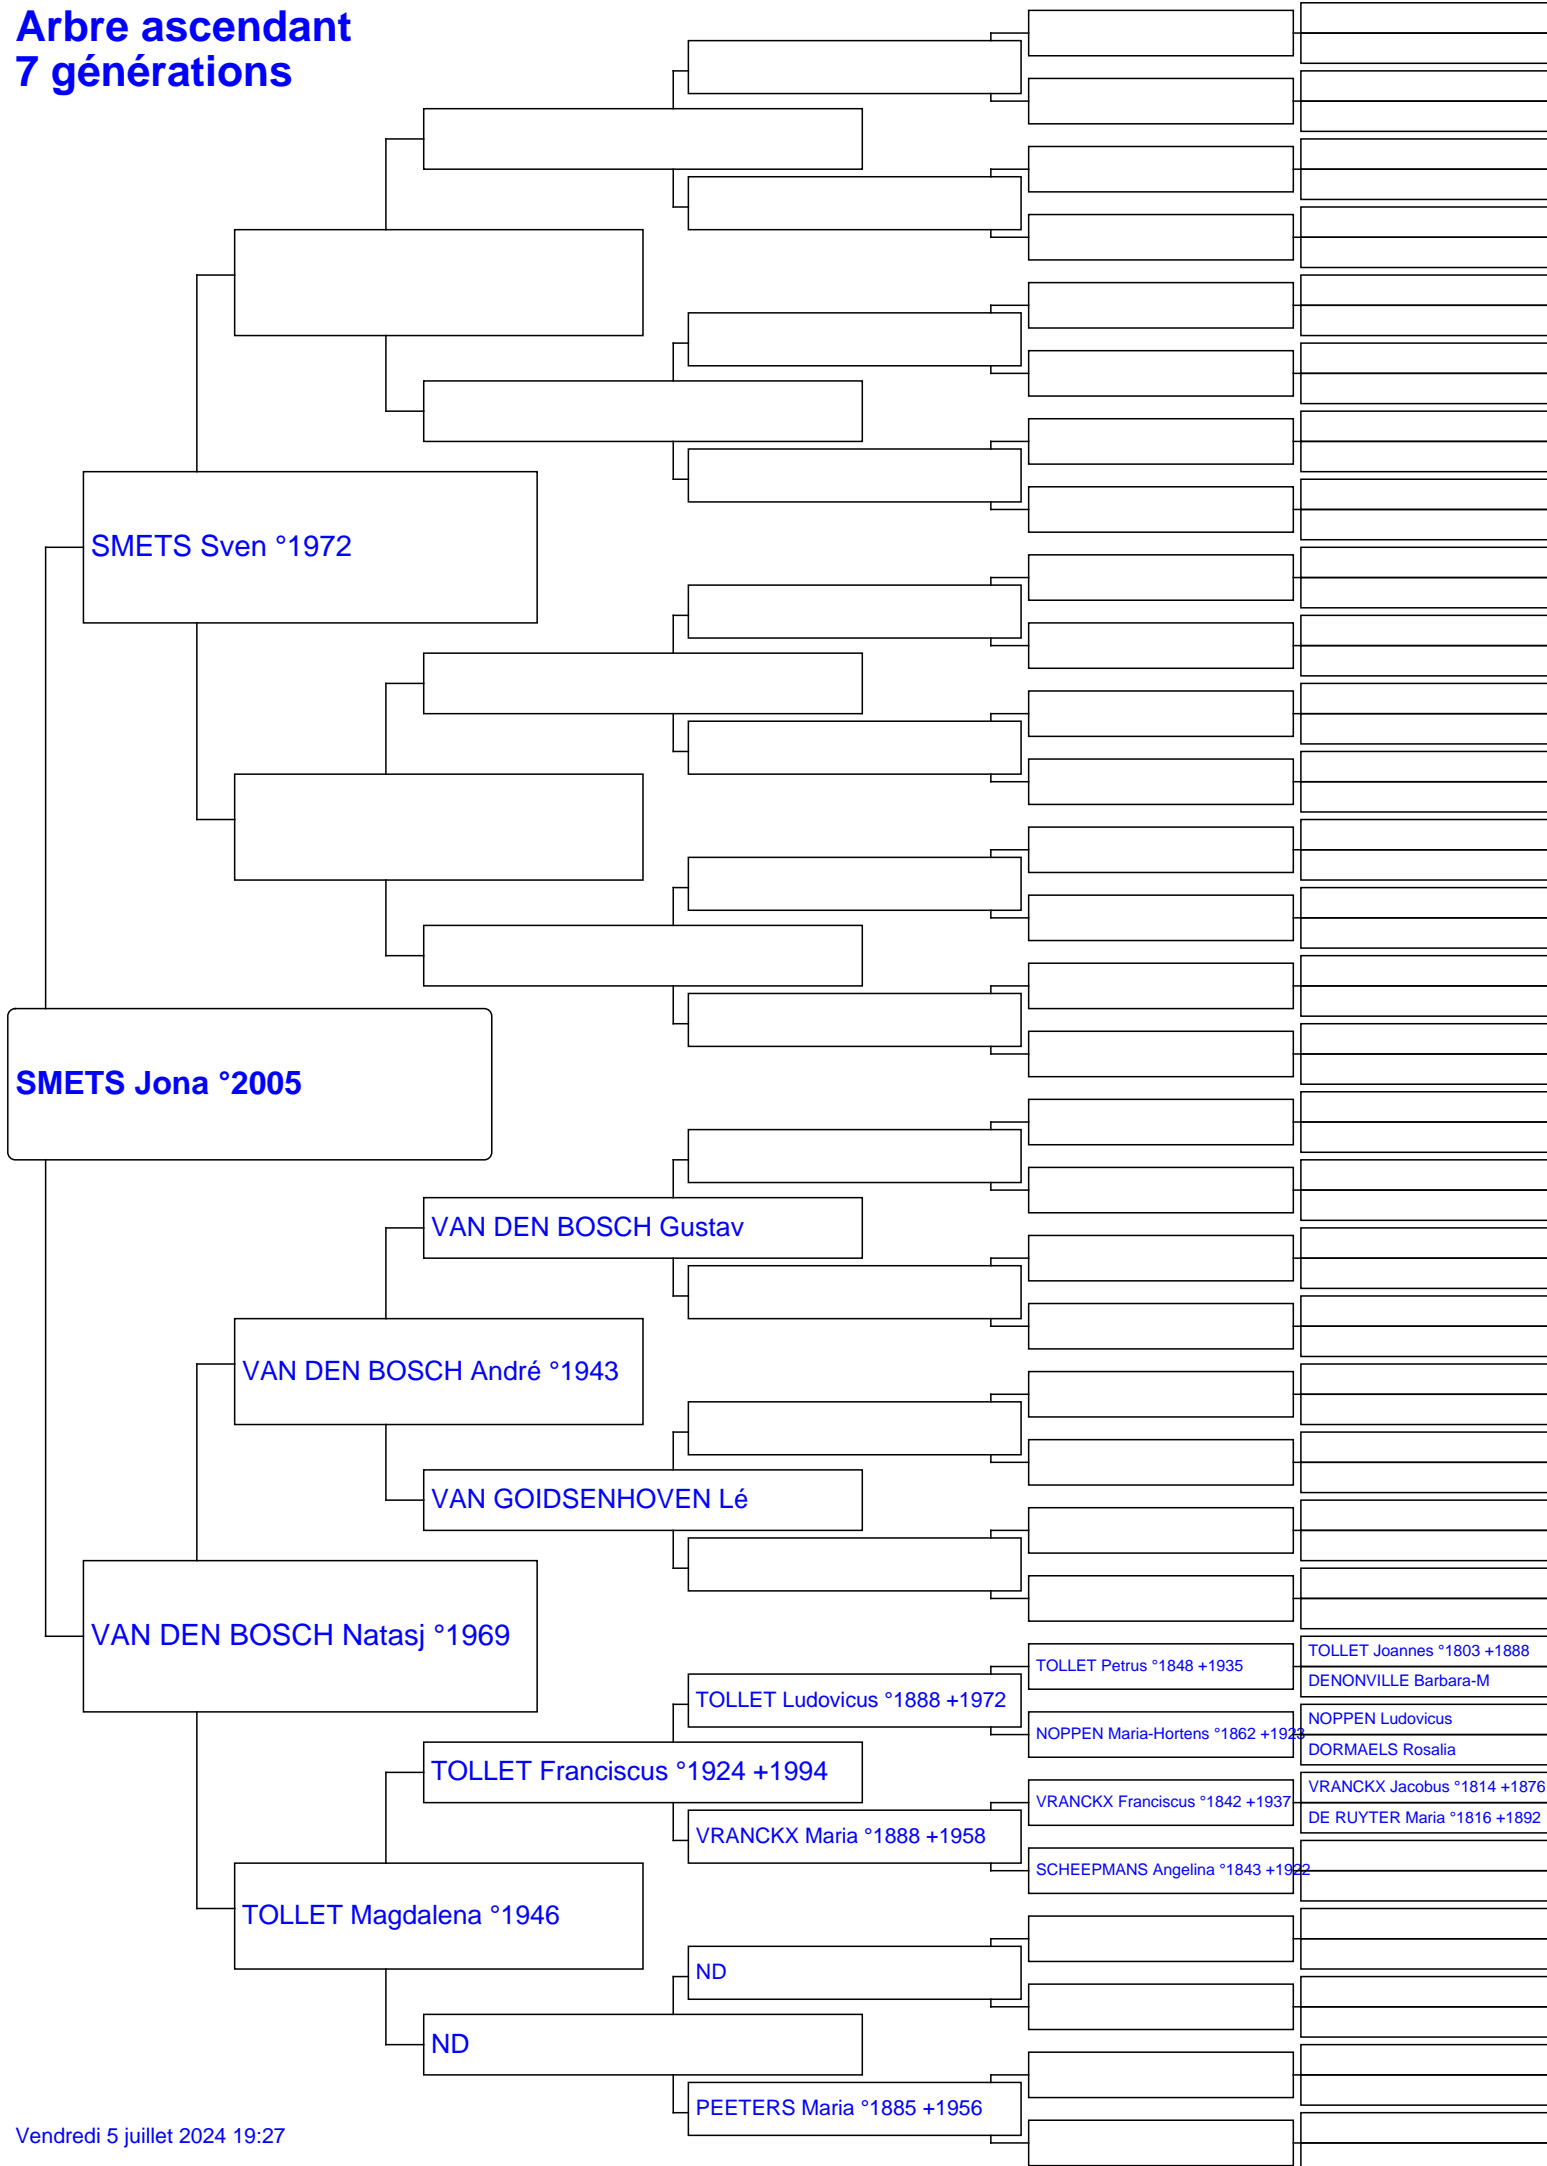 Arbre ascendant
7 générations
SMETS Sven °1972
SMETS Jona °2005
VAN DEN BOSCH Gustav
VAN DEN BOSCH André °1943
VAN GOIDSENHOVEN Lé
VAN DEN BOSCH Natasj °1969
TOLLET Joannes °1803 +1888
TOLLET Petrus °1848 +1935
DENONVILLE Barbara-M
TOLLET Ludovicus °1888 +1972
NOPPEN Ludovicus
NOPPEN Maria-Hortens °1862 +1923
DORMAELS Rosalia
TOLLET Franciscus °1924 +1994
VRANCKX Jacobus °1814 +1876
VRANCKX Franciscus °1842 +1937
DE RUYTER Maria °1816 +1892
VRANCKX Maria °1888 +1958
SCHEEPMANS Angelina °1843 +1922
TOLLET Magdalena °1946
ND
ND
PEETERS Maria °1885 +1956
Vendredi 5 juillet 2024 19:27